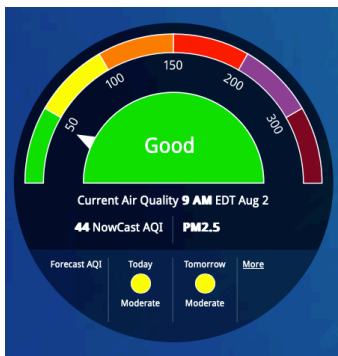 50
100
150
200
300
Good
Current Air Quality 9 AM EDT Aug 2
44 NowCast AQI PM2.5
Forecast AQI Today Tomorrow More
Moderate Moderate